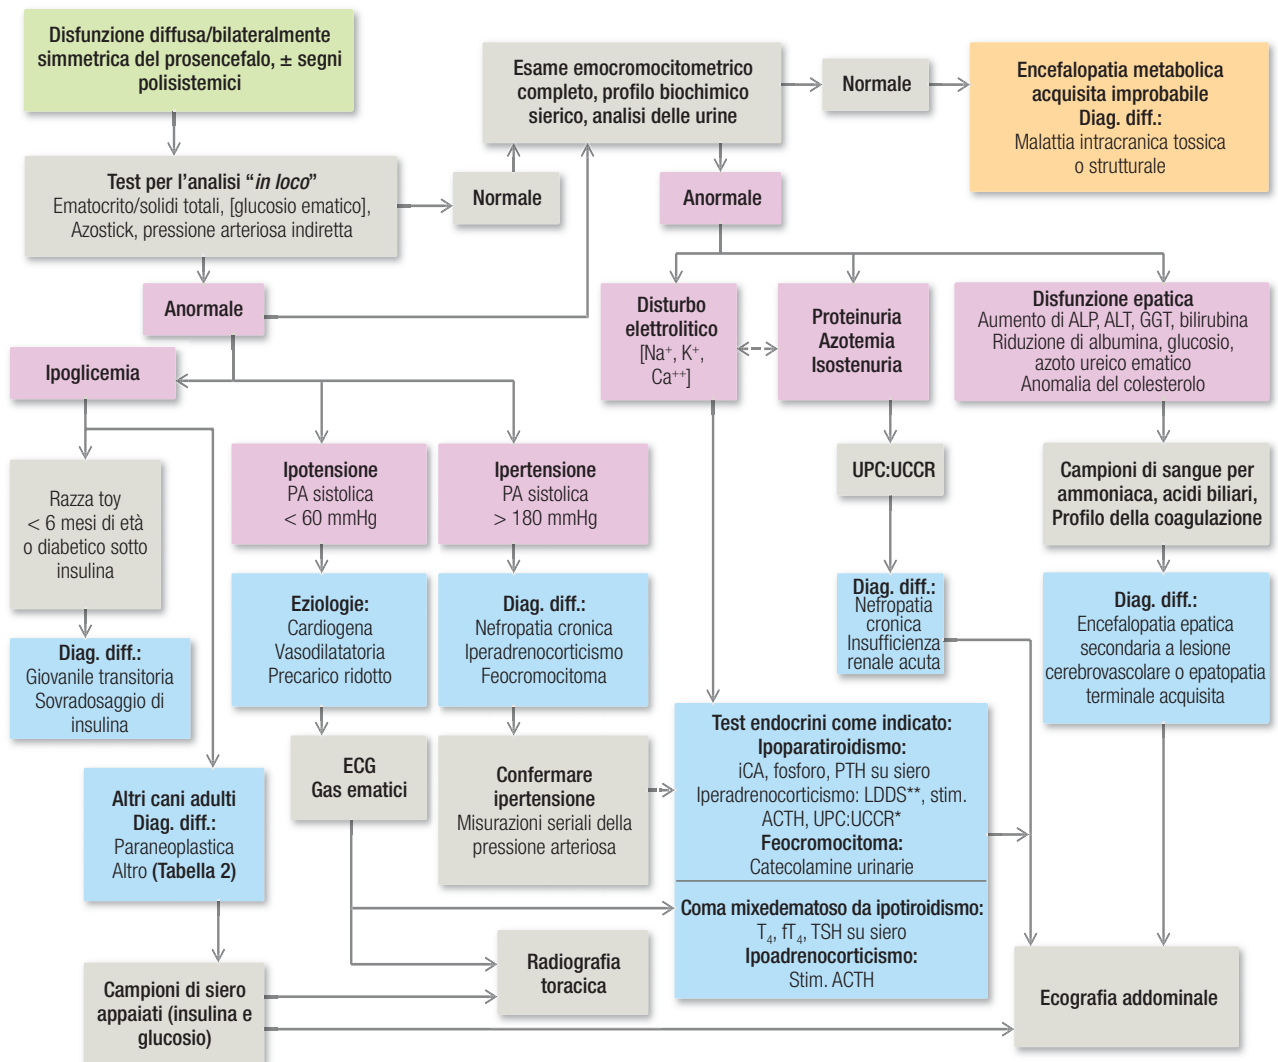 Disfunzione diffusa/bilateralmente
simmetrica del prosencefalo, ± segni
polisistemici
Esame emocromocitometrico
completo, profilo biochimico
sierico, analisi delle urine
Normale
Encefalopatia metabolica
acquisita improbabile
Diag. diff.:
Malattia intracranica tossica
o strutturale
Test per l’analisi “in loco”
Ematocrito/solidi totali, [glucosio ematico],
Azostick, pressione arteriosa indiretta
Normale
Anormale
Anormale
Disturbo
elettrolitico
[Na⁺, K⁺,
Ca⁺⁺]
Proteinuria
Azotemia
Isostenuria
Disfunzione epatica
Aumento di ALP, ALT, GGT, bilirubina
Riduzione di albumina, glucosio,
azoto ureico ematico
Anomalia del colesterolo
Ipoglicemia
Ipotensione
PA sistolica
< 60 mmHg
Ipertensione
PA sistolica
> 180 mmHg
UPC:UCCR
Campioni di sangue per
ammoniaca, acidi biliari,
Profilo della coagulazione
Razza toy
< 6 mesi di età
o diabetico sotto
insulina
Eziologie:
Cardiogena
Vasodilatatoria
Precarico ridotto
Diag. diff.:
Nefropatia cronica
Iperadrenocorticismo
Feocromocitoma
Diag. diff.:
Nefropatia
cronica
Insufficienza
renale acuta
Diag. diff.:
Encefalopatia epatica
secondaria a lesione
cerebrovascolare o epatopatia
terminale acquisita
Diag. diff.:
Giovanile transitoria
Sovradosaggio di
insulina
ECG
Gas ematici
Confermare
ipertensione
Misurazioni seriali della
pressione arteriosa
Test endocrini come indicato:
Ipoparatiroidismo:
iCA, fosforo, PTH su siero
Iperadrenocorticismo: LDDS**, stim.
ACTH, UPC:UCCR*
Feocromocitoma:
Catecolamine urinarie
Coma mixedematoso da ipotiroidismo:
T₄, fT₄, TSH su siero
Ipoadrenocorticismo:
Stim. ACTH
Altri cani adulti
Diag. diff.:
Paraneoplastica
Altro (Tabella 2)
Radiografia
toracica
Campioni di siero
appaiati (insulina e
glucosio)
Ecografia addominale